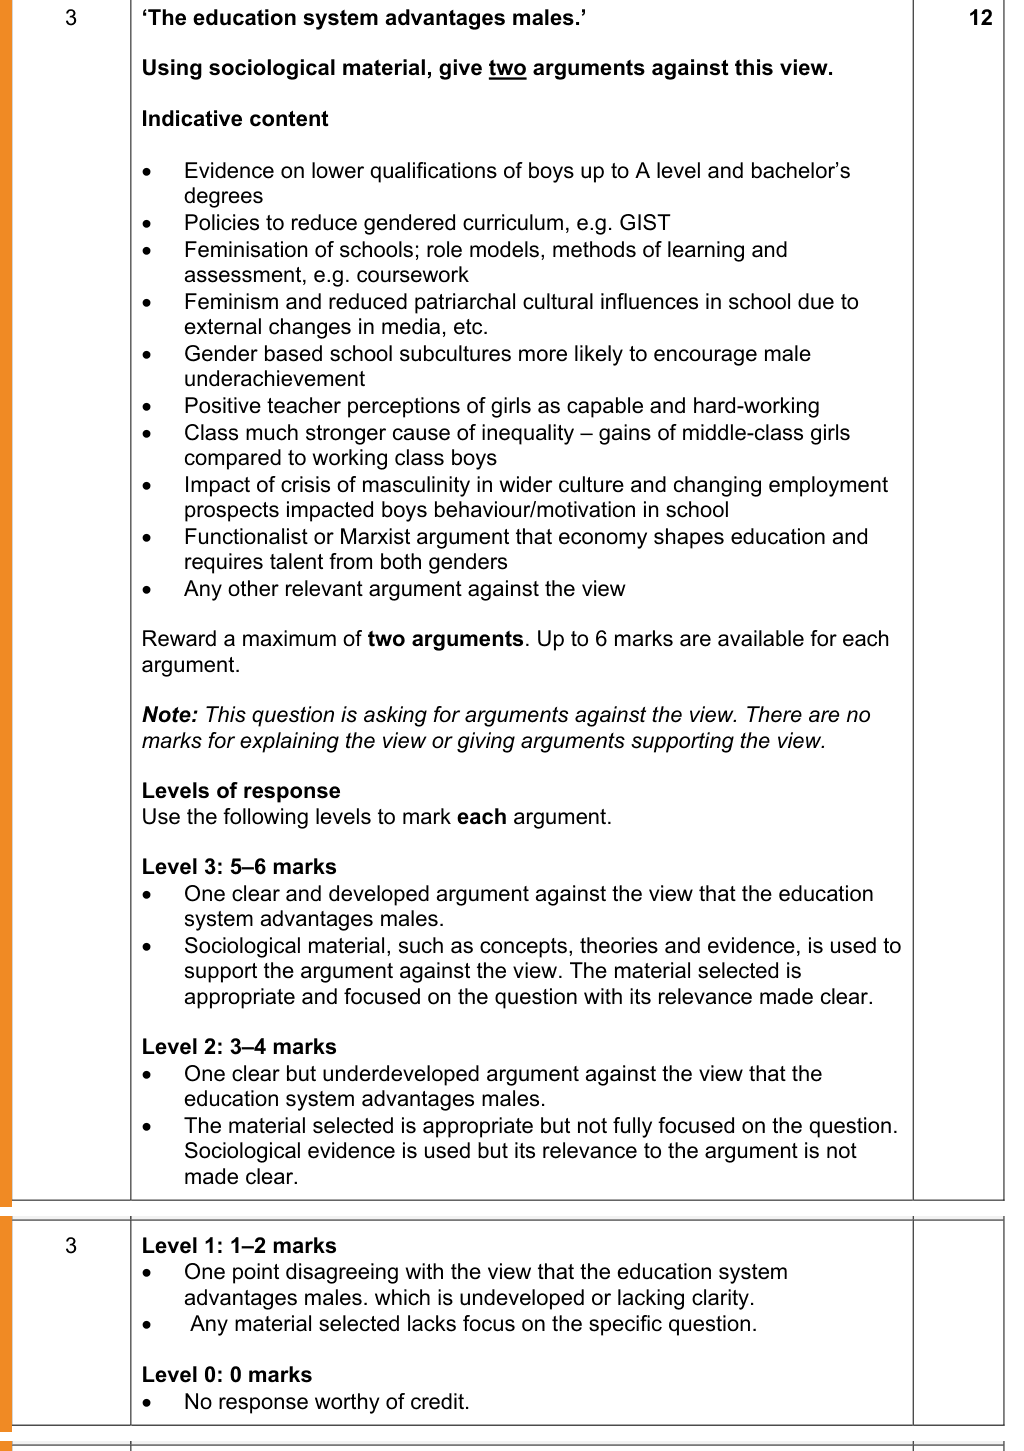 3
‘The education system advantages males.’
12
Using sociological material, give two arguments against this view.
Indicative content
• Evidence on lower qualifications of boys up to A level and bachelor’s
degrees
• Policies to reduce gendered curriculum, e.g. GIST
• Feminisation of schools; role models, methods of learning and
assessment, e.g. coursework
• Feminism and reduced patriarchal cultural influences in school due to
external changes in media, etc.
• Gender based school subcultures more likely to encourage male
underachievement
• Positive teacher perceptions of girls as capable and hard-working
• Class much stronger cause of inequality – gains of middle-class girls
compared to working class boys
• Impact of crisis of masculinity in wider culture and changing employment
prospects impacted boys behaviour/motivation in school
• Functionalist or Marxist argument that economy shapes education and
requires talent from both genders
• Any other relevant argument against the view
Reward a maximum of two arguments. Up to 6 marks are available for each
argument.
Note: This question is asking for arguments against the view. There are no
marks for explaining the view or giving arguments supporting the view.
Levels of response
Use the following levels to mark each argument.
Level 3: 5–6 marks
• One clear and developed argument against the view that the education
system advantages males.
• Sociological material, such as concepts, theories and evidence, is used to
support the argument against the view. The material selected is
appropriate and focused on the question with its relevance made clear.
Level 2: 3–4 marks
• One clear but underdeveloped argument against the view that the
education system advantages males.
• The material selected is appropriate but not fully focused on the question.
Sociological evidence is used but its relevance to the argument is not
made clear.
3
Level 1: 1–2 marks
• One point disagreeing with the view that the education system
advantages males. which is undeveloped or lacking clarity.
• Any material selected lacks focus on the specific question.
Level 0: 0 marks
• No response worthy of credit.